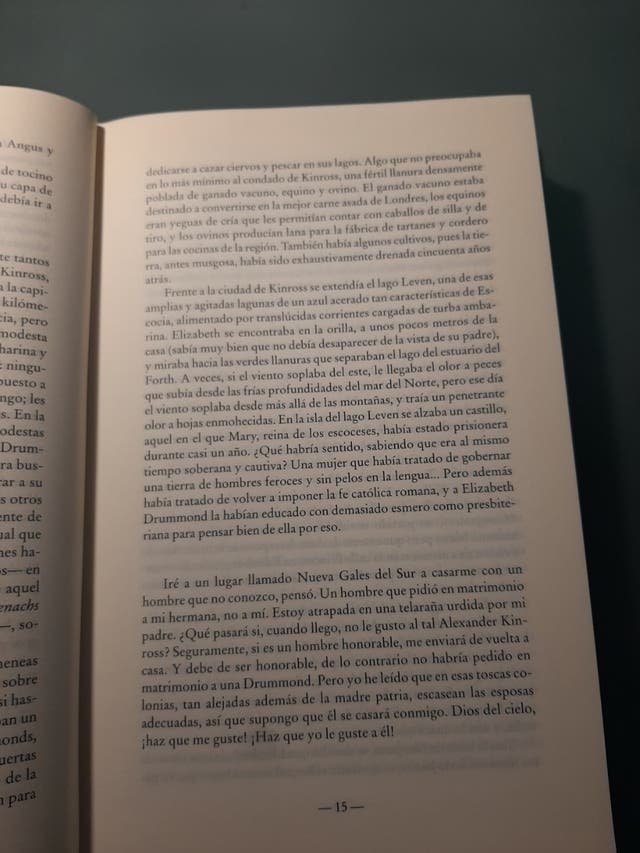 n Angus y
de tocino
u capa de
debía ir a
te tantos
Kinross,
a la capi-
kilóme-
cia, pero
modesta
harina y
ningu-
puesto a
ngo; les
s. En la
odestas
Drum-
ra bus-
rar a su
s otros
ente de
ual que
nes ha-
os— en
aquel
enachs
—, so-
meneas
sobre
si has-
ban un
nonds,
uertas
de la
n para
dedicarse a cazar ciervos y pescar en sus lagos. Algo que no preocupaba
en lo más mínimo al condado de Kinross, una fértil llanura densamente
poblada de ganado vacuno, equino y ovino. El ganado vacuno estaba
destinado a convertirse en la mejor carne asada de Londres, los equinos
eran yeguas de cría que les permitían contar con caballos de silla y de
tiro, y los ovinos producían lana para la fábrica de tartanes y cordero
para las cocinas de la región. También había algunos cultivos, pues la tie-
rra, antes musgosa, había sido exhaustivamente drenada cincuenta años
atrás.
Frente a la ciudad de Kinross se extendía el lago Leven, una de esas
amplias y agitadas lagunas de un azul acerado tan características de Es-
cocia, alimentado por translúcidas corrientes cargadas de turba amba-
rina. Elizabeth se encontraba en la orilla, a unos pocos metros de la
casa (sabía muy bien que no debía desaparecer de la vista de su padre),
y miraba hacia las verdes llanuras que separaban el lago del estuario del
Forth. A veces, si el viento soplaba del este, le llegaba el olor a peces
que subía desde las frías profundidades del mar del Norte, pero ese día
el viento soplaba desde más allá de las montañas, y traía un penetrante
olor a hojas enmohecidas. En la isla del lago Leven se alzaba un castillo,
aquel en el que Mary, reina de los escoceses, había estado prisionera
durante casi un año. ¿Qué habría sentido, sabiendo que era al mismo
tiempo soberana y cautiva? Una mujer que había tratado de gobernar
una tierra de hombres feroces y sin pelos en la lengua... Pero además
había tratado de volver a imponer la fe católica romana, y a Elizabeth
Drummond la habían educado con demasiado esmero como presbite-
riana para pensar bien de ella por eso.
Iré a un lugar llamado Nueva Gales del Sur a casarme con un
hombre que no conozco, pensó. Un hombre que pidió en matrimonio
a mi hermana, no a mí. Estoy atrapada en una telaraña urdida por mi
padre. ¿Qué pasará si, cuando llego, no le gusto al tal Alexander Kin-
ross? Seguramente, si es un hombre honorable, me enviará de vuelta a
casa. Y debe de ser honorable, de lo contrario no habría pedido en
matrimonio a una Drummond. Pero yo he leído que en esas toscas co-
lonias, tan alejadas además de la madre patria, escasean las esposas
adecuadas, así que supongo que él se casará conmigo. Dios del cielo,
¡haz que me guste! ¡Haz que yo le guste a él!
— 15 —